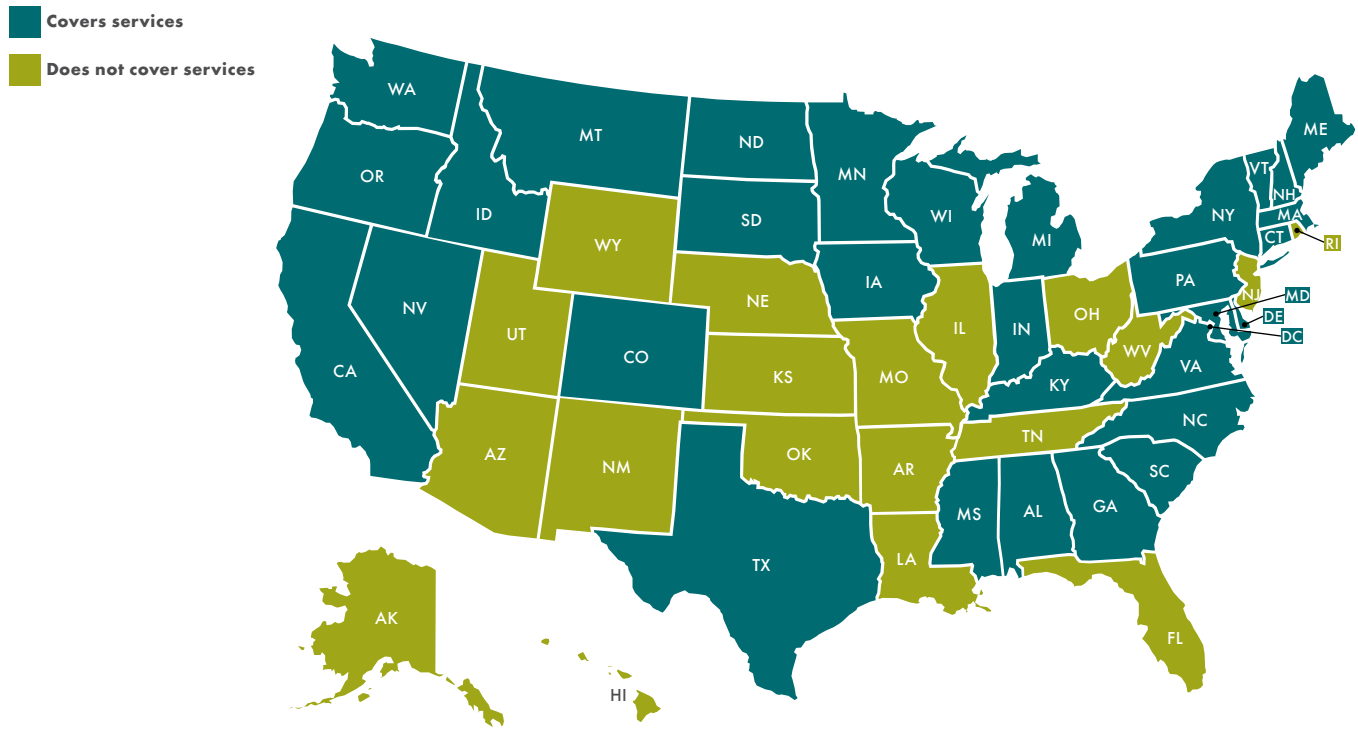 Covers services
Does not cover services
WA
MT
ND
MN
ME
OR
ID
SD
WI
MI
VT
NH
NY
MA
CT
RI
WY
NV
UT
NE
IA
PA
NJ
MD
DE
DC
CA
CO
KS
MO
IL
IN
OH
WV
VA
KY
NC
AZ
NM
OK
AR
TN
SC
MS
AL
GA
TX
LA
FL
AK
HI